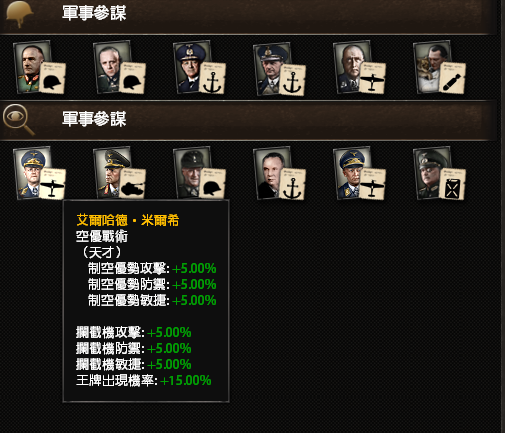 軍事參謀
軍事參謀
艾爾哈德·米爾希
空優戰術
（天才）
制空優勢攻擊:+5.00%
制空優勢防禦:+5.00%
制空優勢敏捷:+5.00%
攔截機攻擊:+5.00%
攔截機防禦:+5.00%
攔截機敏捷:+5.00%
王牌出現機率:+15.00%